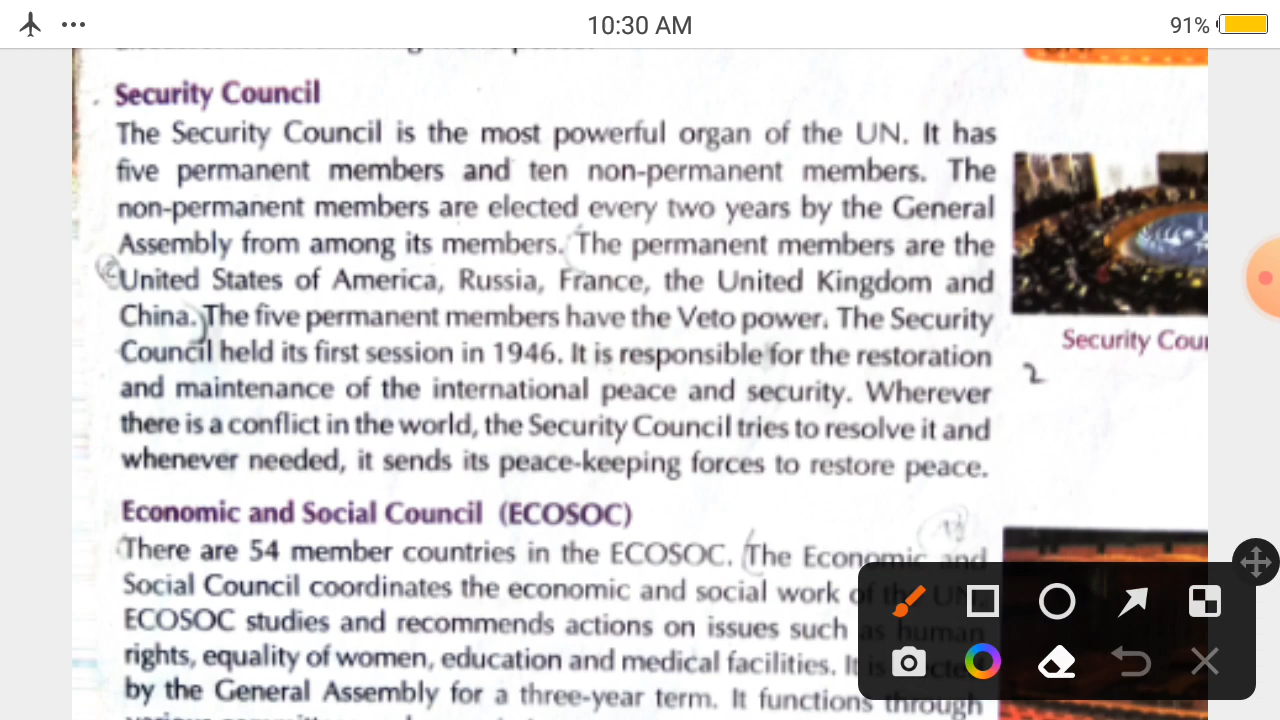 10:30 AM
91%
Security Council
The Security Council is the most powerful organ of the UN. It has
five permanent members and ten non-permanent members. The
non-permanent members are elected every two years by the General
Assembly from among its members. The permanent members are the
United States of America, Russia, France, the United Kingdom and
China. The five permanent members have the Veto power. The Security
Council held its first session in 1946. It is responsible for the restoration
and maintenance of the international peace and security. Wherever
there is a conflict in the world, the Security Council tries to resolve it and
whenever needed, it sends its peace-keeping forces to restore peace.
Security Cou
2
Economic and Social Council (ECOSOC)
There are 54 member countries in the ECOSOC. The Economic and
Social Council coordinates the economic and social work of the UN
ECOSOC studies and recommends actions on issues such as human
rights, equality of women, education and medical facilities. It is elected
by the General Assembly for a three-year term. It functions through